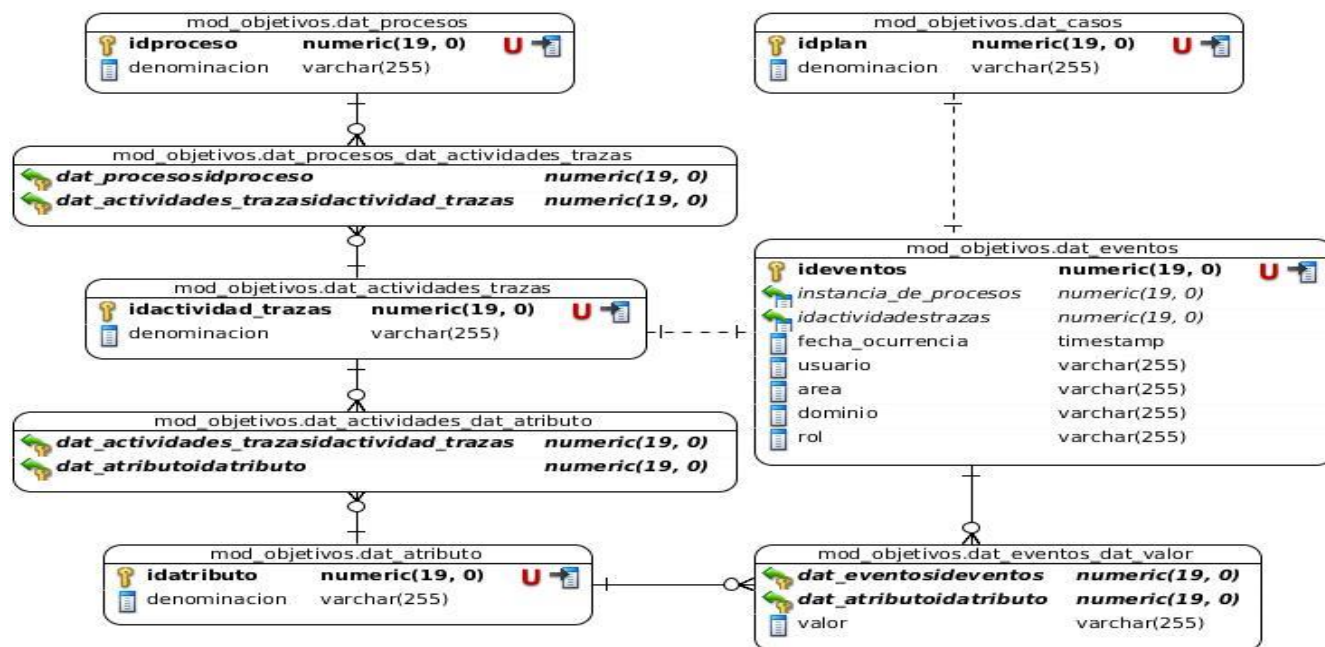 mod_objetivos.dat_procesos
idproceso numeric(19, 0) U
denominacion varchar(255)
mod_objetivos.dat_casos
idplan numeric(19, 0) U
denominacion varchar(255)
mod_objetivos.dat_procesos_dat_actividades_trazas
dat_procesosidproceso numeric(19, 0)
dat_actividades_trazasidactividad_trazas numeric(19, 0)
mod_objetivos.dat_actividades_trazas
idactividad_trazas numeric(19, 0) U
denominacion varchar(255)
mod_objetivos.dat_eventos
ideventos numeric(19, 0) U
instancia_de_procesos numeric(19, 0)
idactividadestrazas numeric(19, 0)
fecha_ocurrencia timestamp
usuario varchar(255)
area varchar(255)
dominio varchar(255)
rol varchar(255)
mod_objetivos.dat_actividades_dat_atributo
dat_actividades_trazasidactividad_trazas numeric(19, 0)
dat_atributoidatributo numeric(19, 0)
mod_objetivos.dat_atributo
idatributo numeric(19, 0) U
denominacion varchar(255)
mod_objetivos.dat_eventos_dat_valor
dat_eventosideventos numeric(19, 0)
dat_atributoidatributo numeric(19, 0)
valor varchar(255)